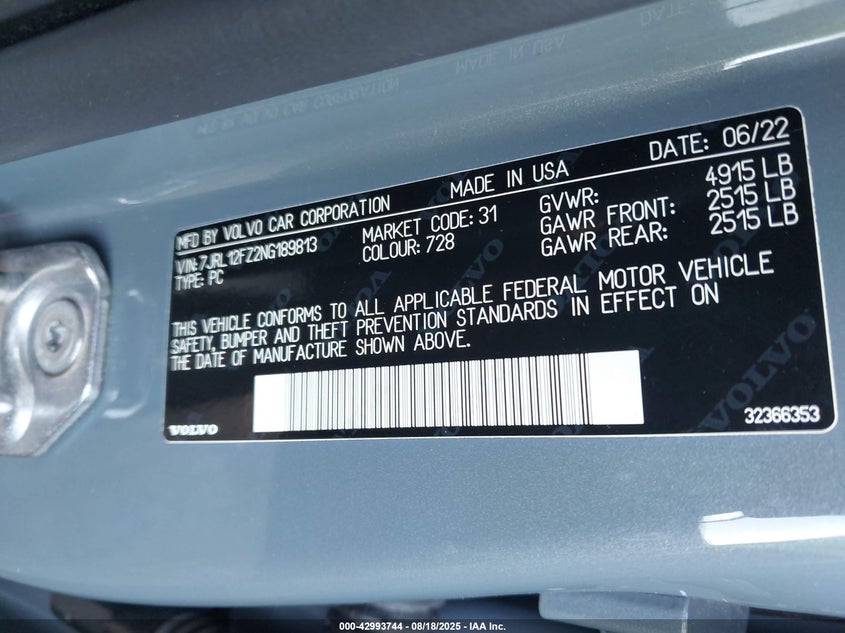 MFD BY VOLVO CAR CORPORATION MADE IN USA DATE: 06/22
VIN: 7JRL12FZ2NG189813 MARKET CODE: 31 GVWR: 4915 LB
TYPE: PC COLOUR: 728 GAWR FRONT: 2515 LB
GAWR REAR: 2515 LB
THIS VEHICLE CONFORMS TO ALL APPLICABLE FEDERAL MOTOR VEHICLE
SAFETY, BUMPER AND THEFT PREVENTION STANDARDS IN EFFECT ON
THE DATE OF MANUFACTURE SHOWN ABOVE.
VOLVO 32366353
VOLVO
000-42993744 - 08/18/2025 - IAA Inc.